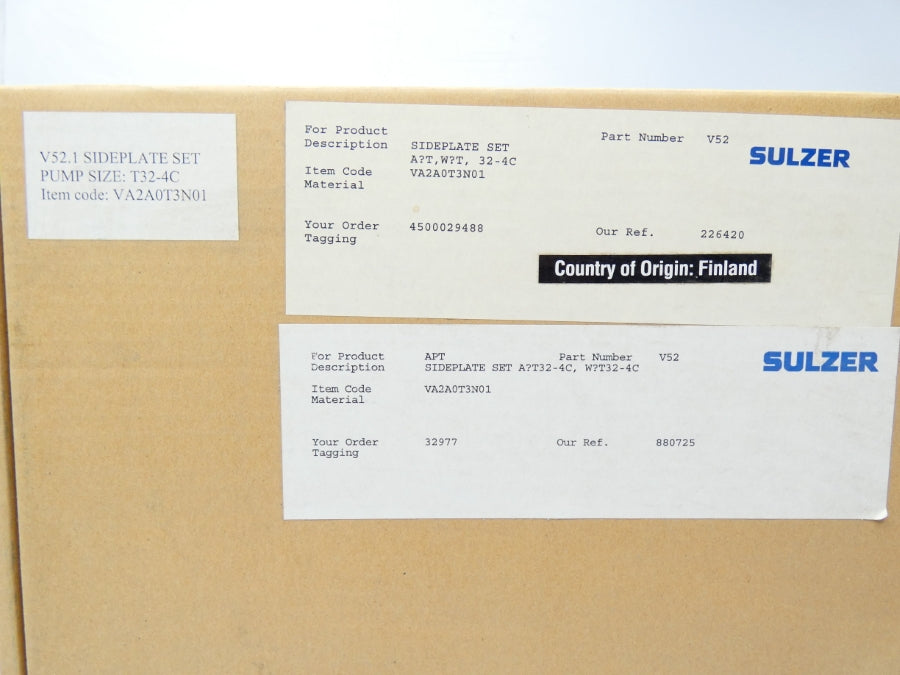 V52.1 SIDEPLATE SET
PUMP SIZE: T32-4C
Item code: VA2A0T3N01
For Product
Description SIDEPLATE SET
Part Number V52
SULZER
A?T,W?T, 32-4C
Item Code VA2A0T3N01
Material
Your Order 4500029488
Tagging
Our Ref. 226420
Country of Origin: Finland
For Product APT Part Number V52
Description SIDEPLATE SET A?T32-4C, W?T32-4C
SULZER
Item Code VA2A0T3N01
Material
Your Order 32977 Our Ref. 880725
Tagging